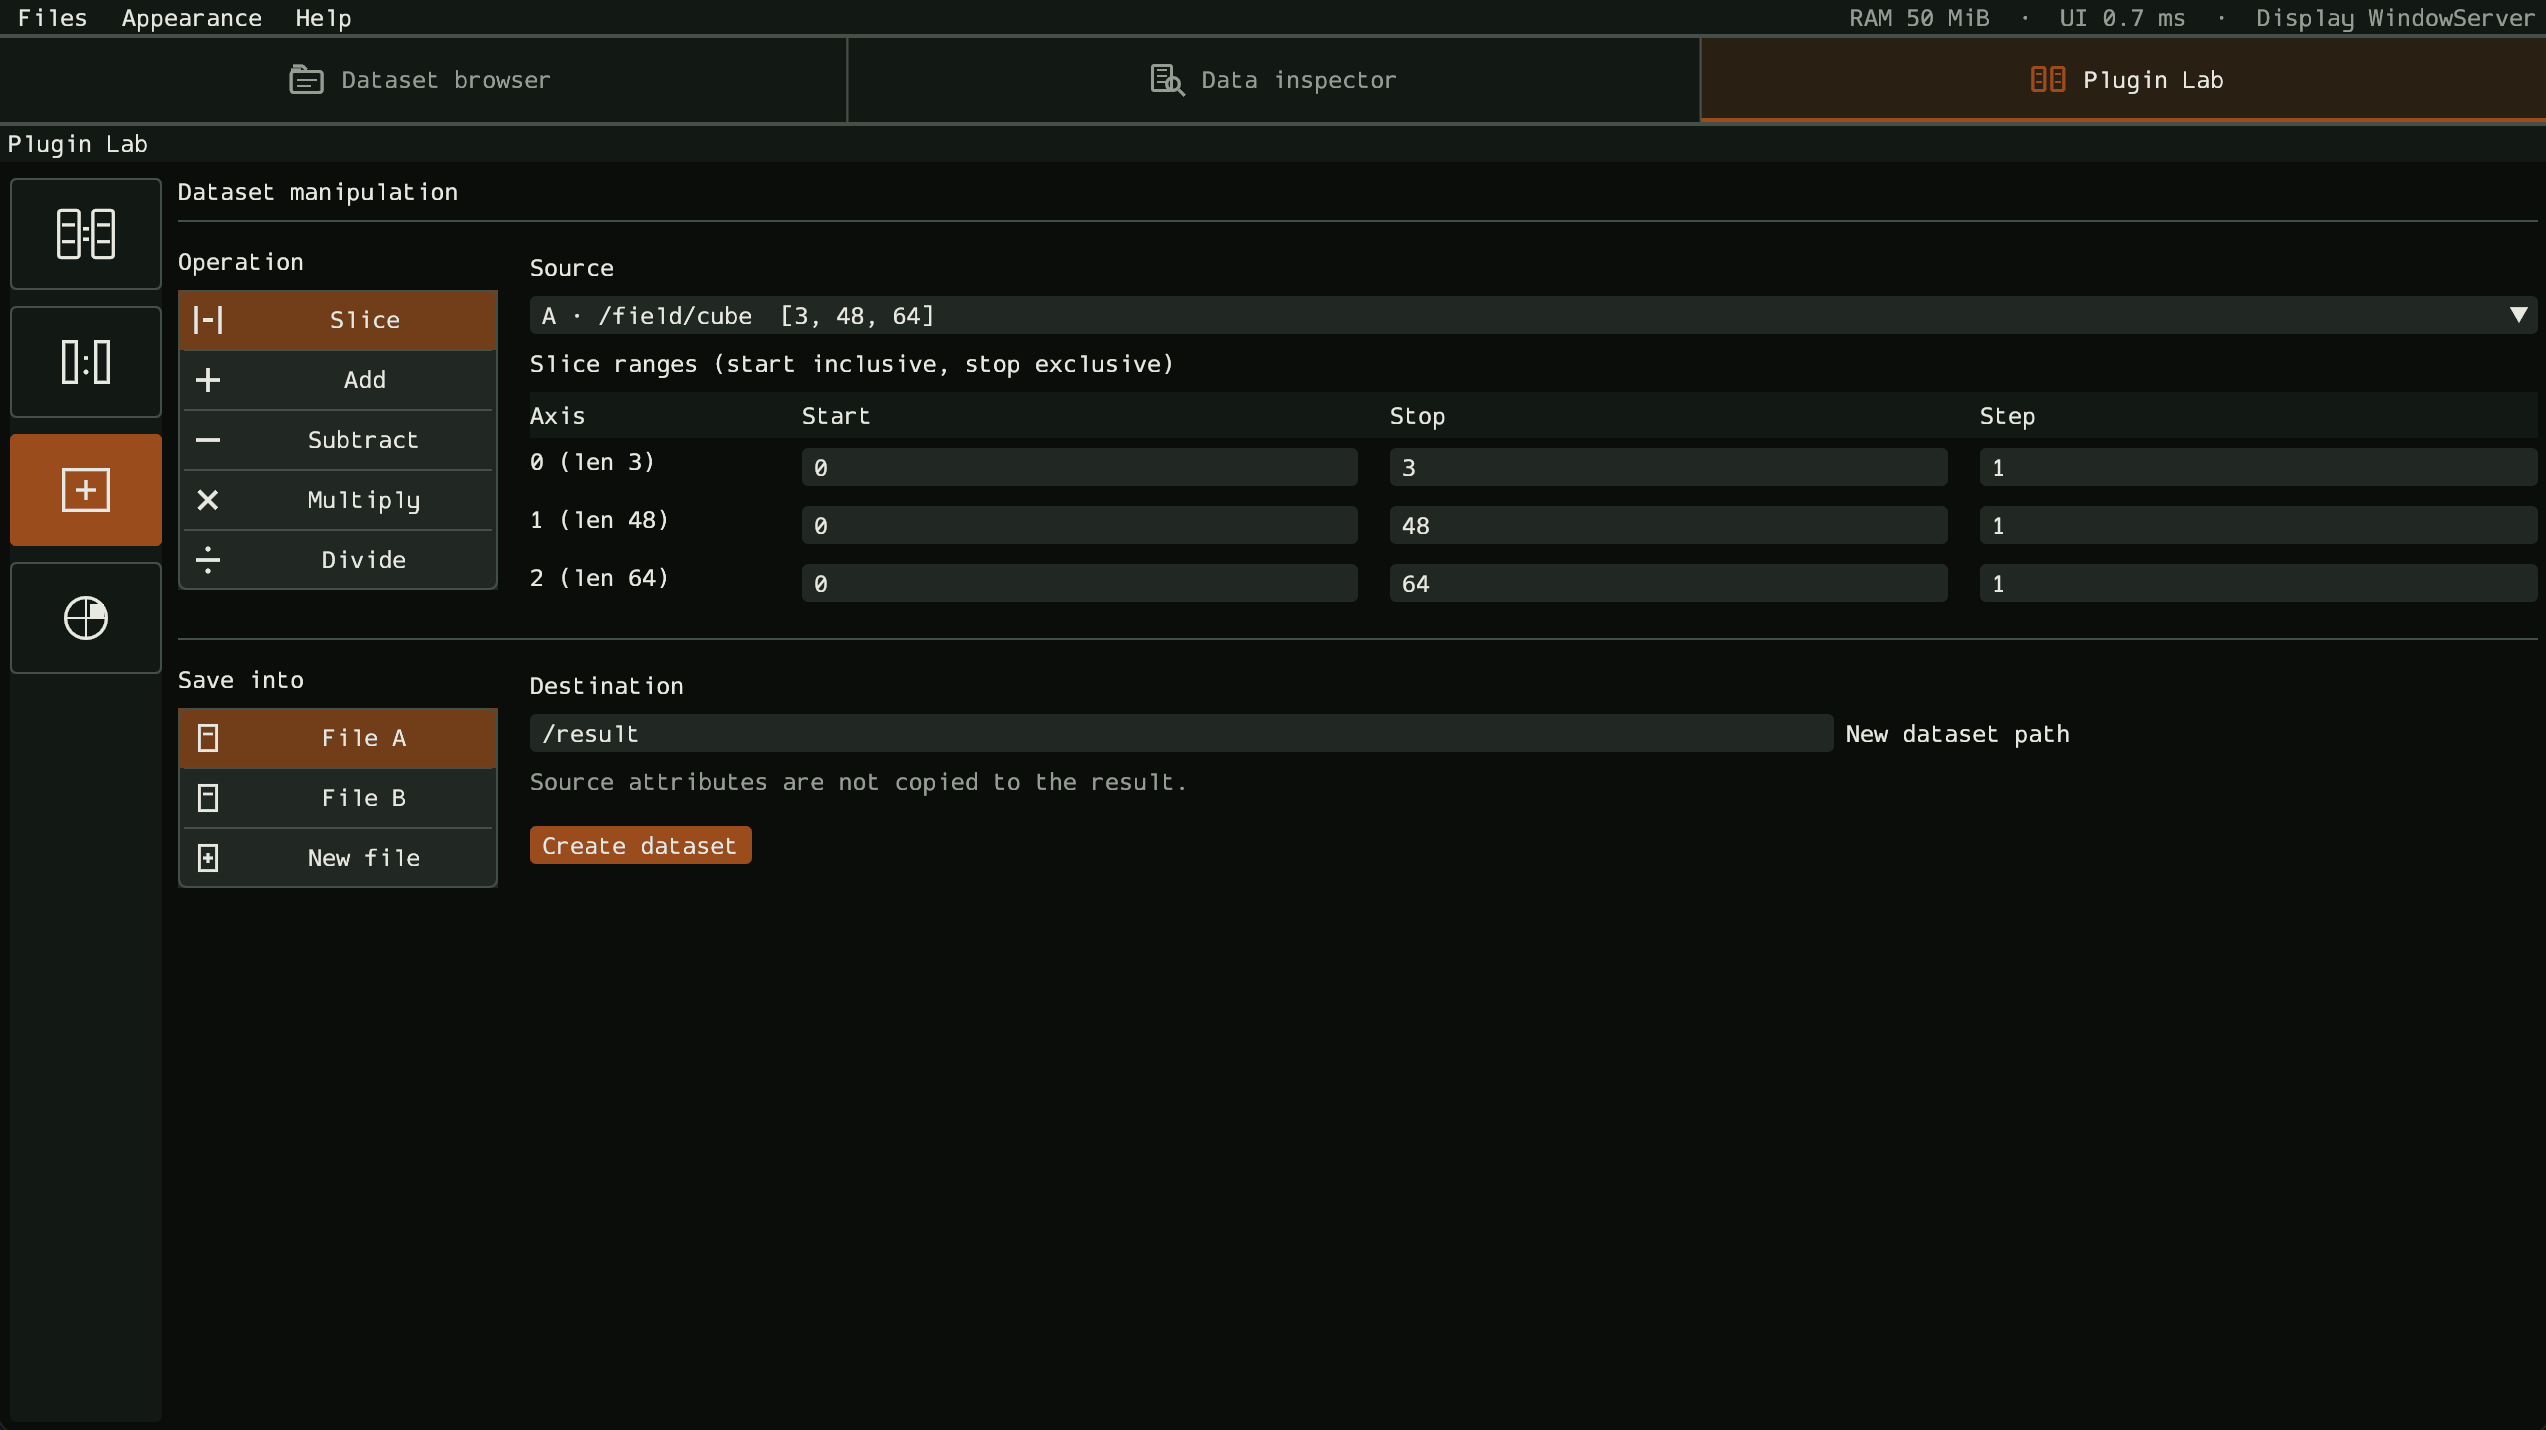 Files Appearance Help RAM 50 MiB · UI 0.7 ms · Display WindowServer
Dataset browser Data inspector Plugin Lab
Plugin Lab
Dataset manipulation
Operation
Slice
Add
Subtract
Multiply
Divide
Source
A · /field/cube [3, 48, 64]
Slice ranges (start inclusive, stop exclusive)
Axis Start Stop Step
0 (len 3) 0 3 1
1 (len 48) 0 48 1
2 (len 64) 0 64 1
Save into
File A
File B
New file
Destination
/result New dataset path
Source attributes are not copied to the result.
Create dataset